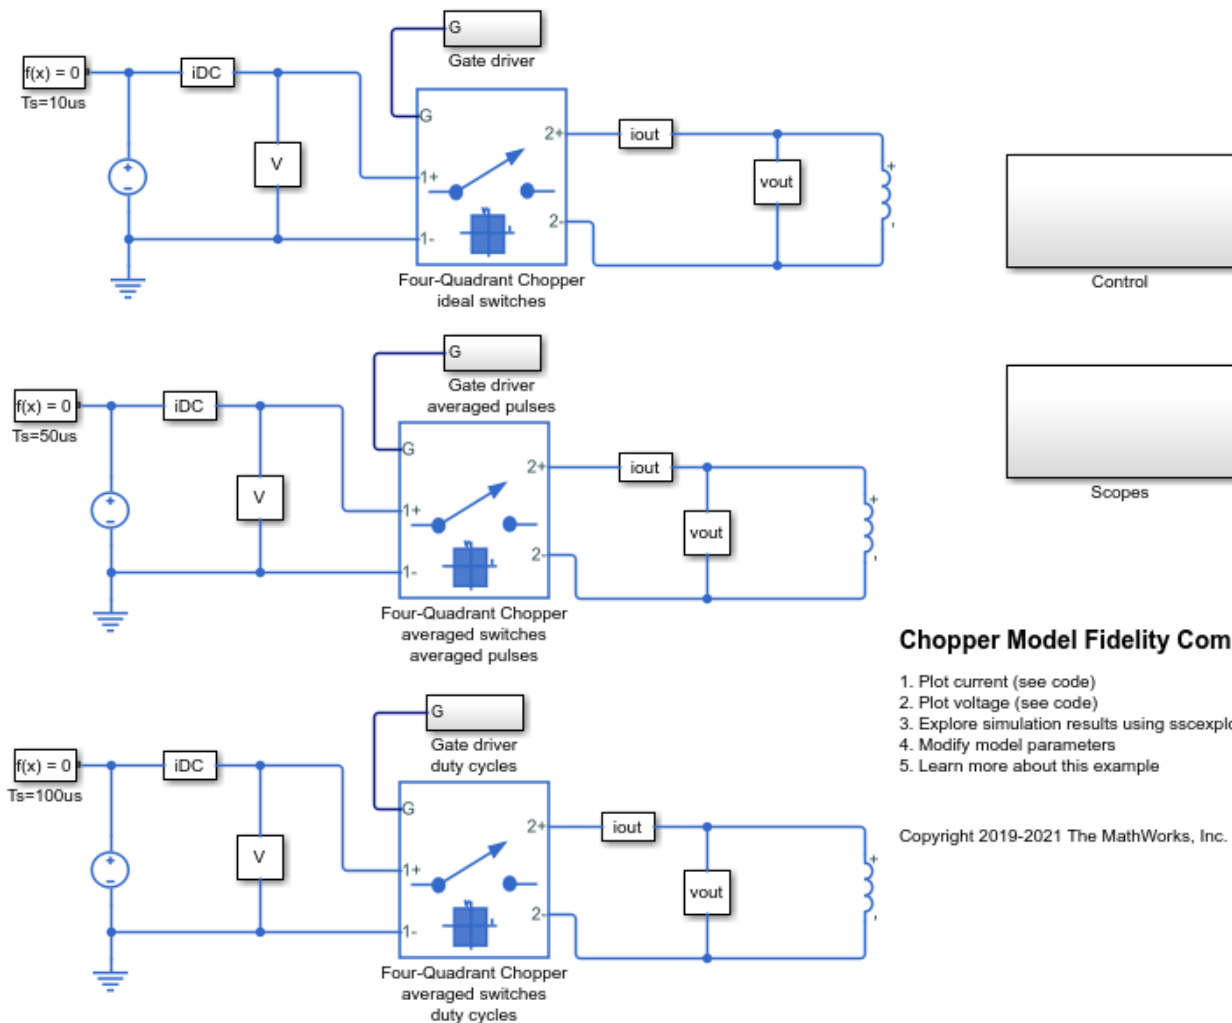 G
Gate driver
f(x) = 0
Ts=10us
iDC
V
G
1+
1-
2+
2-
iout
vout
+
-
+
−
Four-Quadrant Chopper
ideal switches
Control
G
Gate driver
averaged pulses
f(x) = 0
Ts=50us
iDC
V
G
1+
1-
2+
2-
iout
vout
+
-
+
−
Four-Quadrant Chopper
averaged switches
averaged pulses
Scopes
Chopper Model Fidelity Com
1. Plot current (see code)
2. Plot voltage (see code)
3. Explore simulation results using sscexplo
4. Modify model parameters
5. Learn more about this example
Copyright 2019-2021 The MathWorks, Inc.
G
Gate driver
duty cycles
f(x) = 0
Ts=100us
iDC
V
G
1+
1-
2+
2-
iout
vout
+
-
+
−
Four-Quadrant Chopper
averaged switches
duty cycles